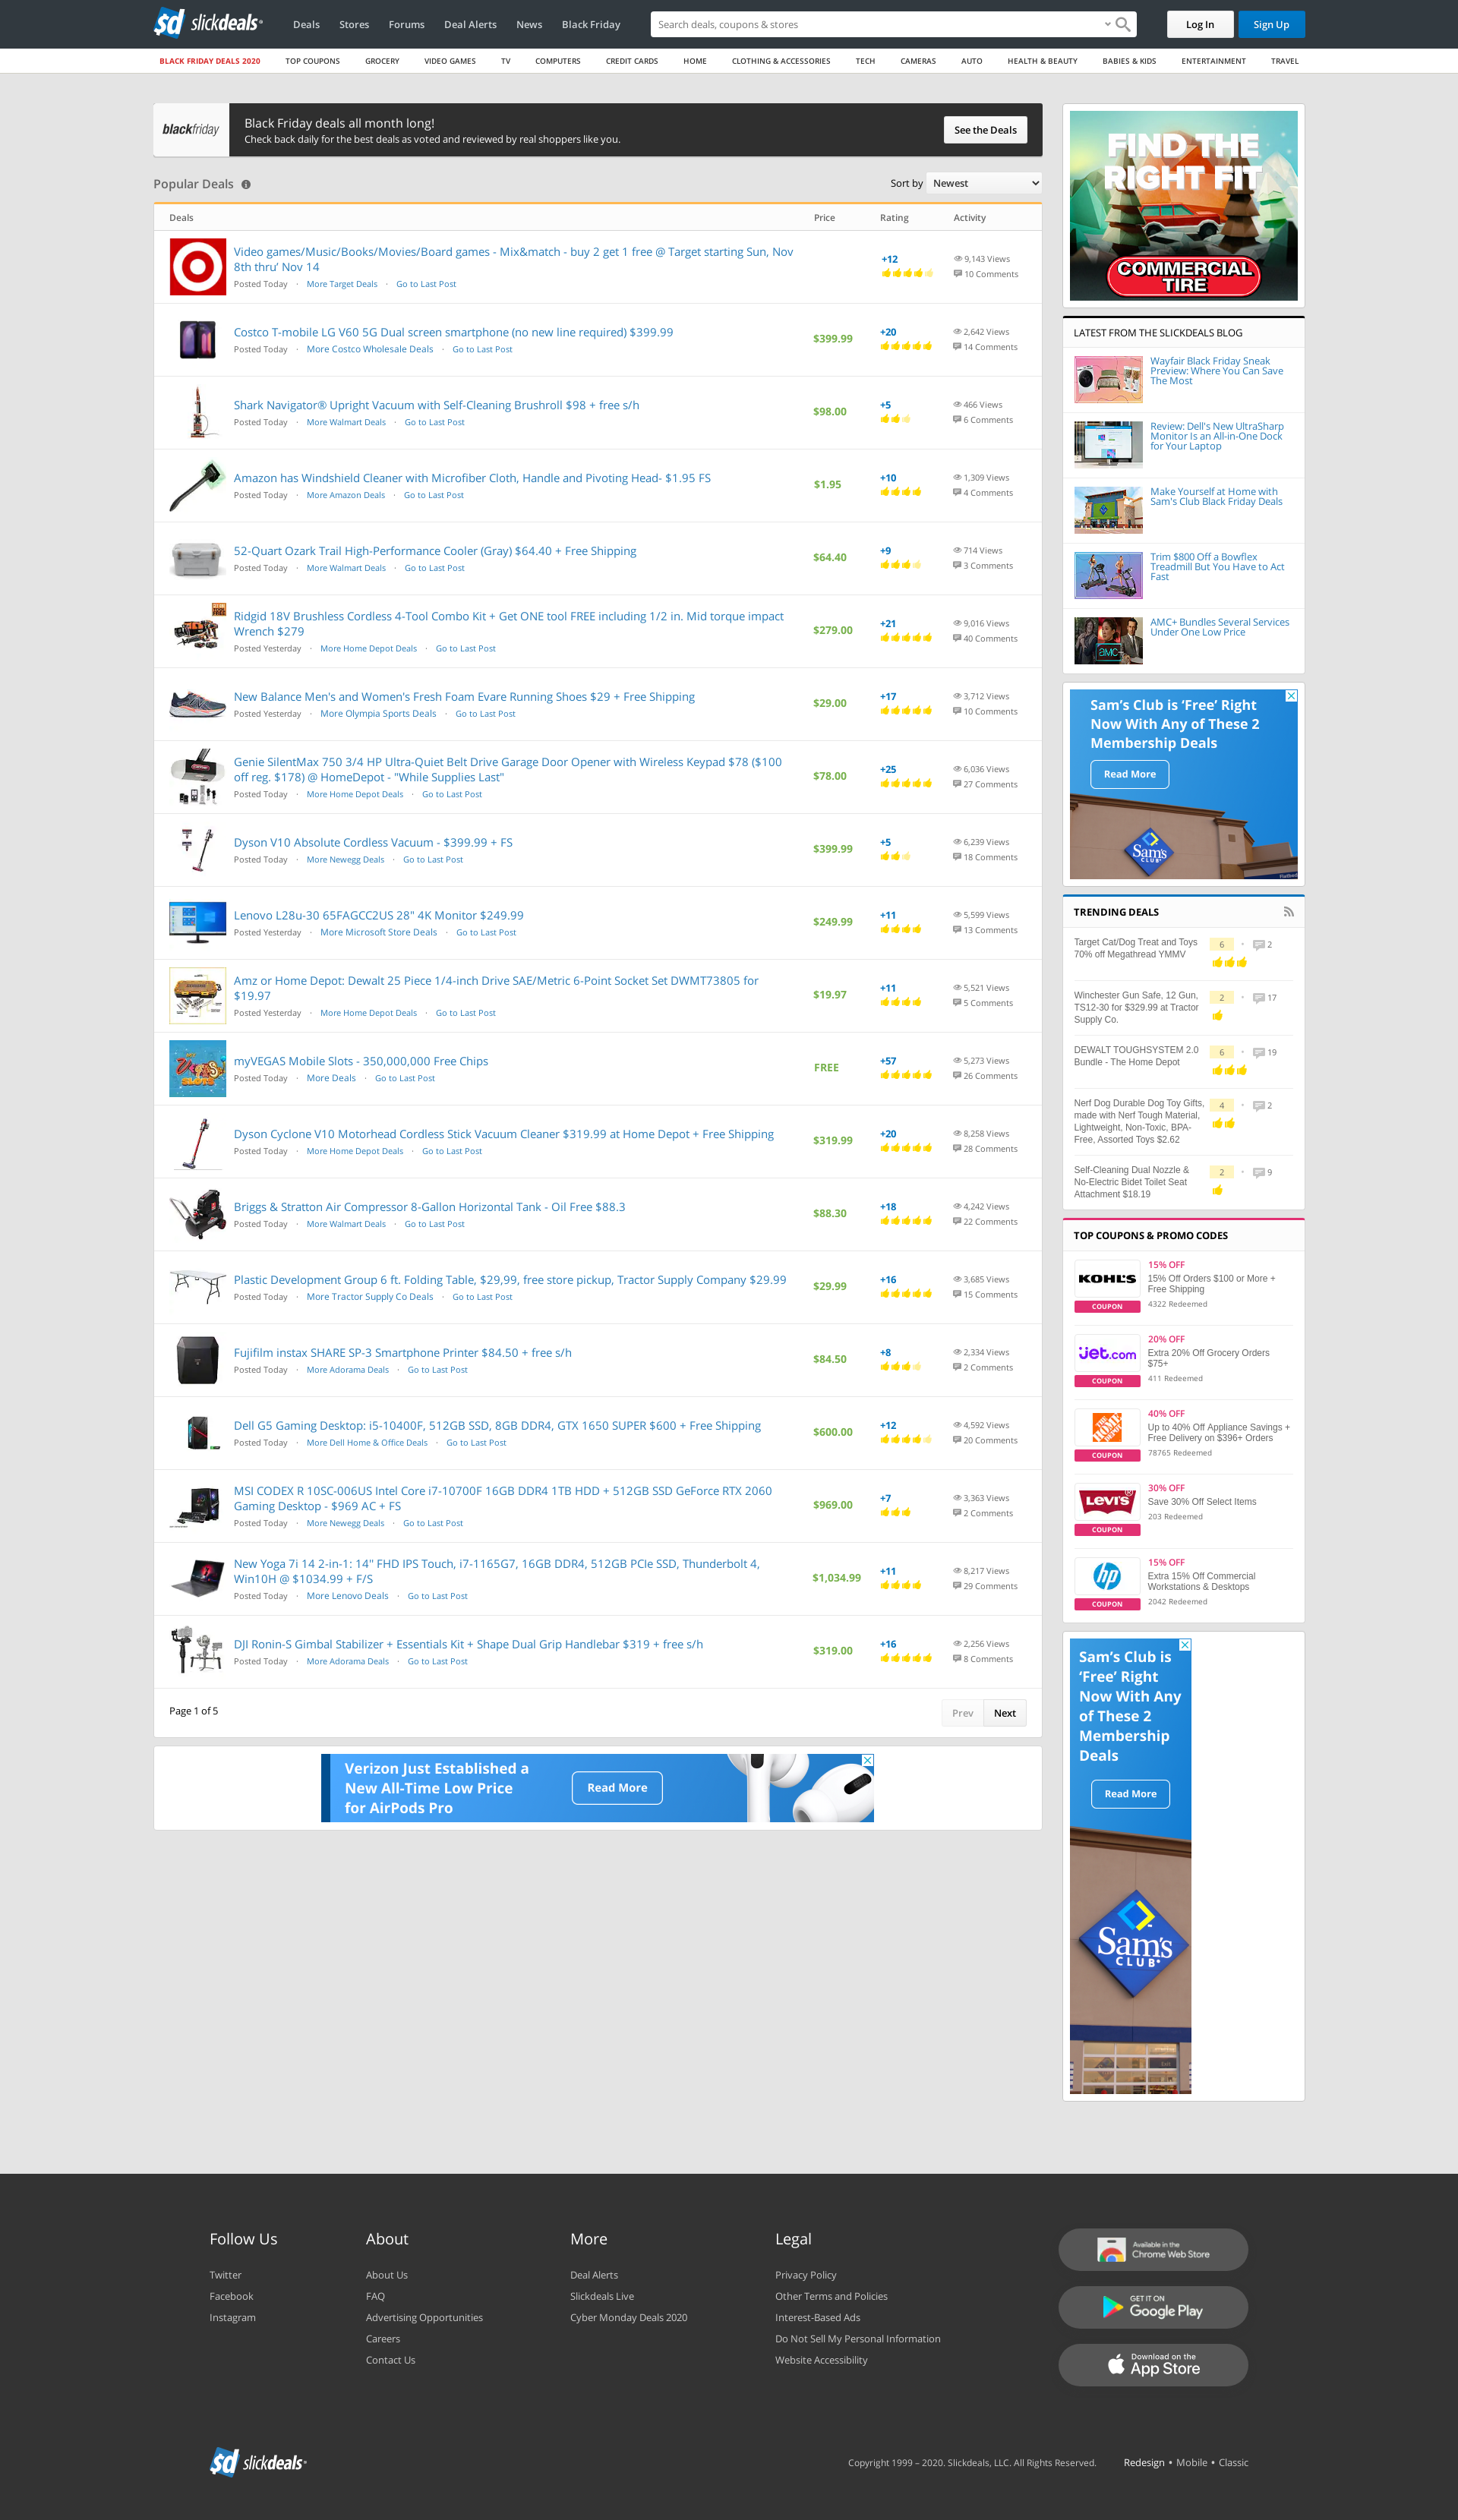 sd slickdeals
Deals Stores Forums Deal Alerts News Black Friday
Search deals, coupons & stores
Log In
Sign Up
BLACK FRIDAY DEALS 2020 TOP COUPONS GROCERY VIDEO GAMES TV COMPUTERS CREDIT CARDS HOME CLOTHING & ACCESSORIES TECH CAMERAS AUTO HEALTH & BEAUTY BABIES & KIDS ENTERTAINMENT TRAVEL
blackfriday
Black Friday deals all month long!
Check back daily for the best deals as voted and reviewed by real shoppers like you.
See the Deals
Popular Deals
Sort by Newest
Deals Price Rating Activity
Video games/Music/Books/Movies/Board games - Mix&match - buy 2 get 1 free @ Target starting Sun, Nov
8th thru' Nov 14
Posted Today · More Target Deals · Go to Last Post
+12
9,143 Views
10 Comments
Costco T-mobile LG V60 5G Dual screen smartphone (no new line required) $399.99
Posted Today · More Costco Wholesale Deals · Go to Last Post
$399.99
+20
2,642 Views
14 Comments
Shark Navigator® Upright Vacuum with Self-Cleaning Brushroll $98 + free s/h
Posted Today · More Walmart Deals · Go to Last Post
$98.00
+5
466 Views
6 Comments
Amazon has Windshield Cleaner with Microfiber Cloth, Handle and Pivoting Head- $1.95 FS
Posted Today · More Amazon Deals · Go to Last Post
$1.95
+10
1,309 Views
4 Comments
52-Quart Ozark Trail High-Performance Cooler (Gray) $64.40 + Free Shipping
Posted Today · More Walmart Deals · Go to Last Post
$64.40
+9
714 Views
3 Comments
Ridgid 18V Brushless Cordless 4-Tool Combo Kit + Get ONE tool FREE including 1/2 in. Mid torque impact
Wrench $279
Posted Yesterday · More Home Depot Deals · Go to Last Post
$279.00
+21
9,016 Views
40 Comments
New Balance Men's and Women's Fresh Foam Evare Running Shoes $29 + Free Shipping
Posted Yesterday · More Olympia Sports Deals · Go to Last Post
$29.00
+17
3,712 Views
10 Comments
Genie SilentMax 750 3/4 HP Ultra-Quiet Belt Drive Garage Door Opener with Wireless Keypad $78 ($100
off reg. $178) @ HomeDepot - "While Supplies Last"
Posted Today · More Home Depot Deals · Go to Last Post
$78.00
+25
6,036 Views
27 Comments
Dyson V10 Absolute Cordless Vacuum - $399.99 + FS
Posted Today · More Newegg Deals · Go to Last Post
$399.99
+5
6,239 Views
18 Comments
Lenovo L28u-30 65FAGCC2US 28" 4K Monitor $249.99
Posted Yesterday · More Microsoft Store Deals · Go to Last Post
$249.99
+11
5,599 Views
13 Comments
Amz or Home Depot: Dewalt 25 Piece 1/4-inch Drive SAE/Metric 6-Point Socket Set DWMT73805 for
$19.97
Posted Yesterday · More Home Depot Deals · Go to Last Post
$19.97
+11
5,521 Views
5 Comments
myVEGAS Mobile Slots - 350,000,000 Free Chips
Posted Today · More Deals · Go to Last Post
FREE
+57
5,273 Views
26 Comments
Dyson Cyclone V10 Motorhead Cordless Stick Vacuum Cleaner $319.99 at Home Depot + Free Shipping
Posted Today · More Home Depot Deals · Go to Last Post
$319.99
+20
8,258 Views
28 Comments
Briggs & Stratton Air Compressor 8-Gallon Horizontal Tank - Oil Free $88.3
Posted Today · More Walmart Deals · Go to Last Post
$88.30
+18
4,242 Views
22 Comments
Plastic Development Group 6 ft. Folding Table, $29,99, free store pickup, Tractor Supply Company $29.99
Posted Today · More Tractor Supply Co Deals · Go to Last Post
$29.99
+16
3,685 Views
15 Comments
Fujifilm instax SHARE SP-3 Smartphone Printer $84.50 + free s/h
Posted Today · More Adorama Deals · Go to Last Post
$84.50
+8
2,334 Views
2 Comments
Dell G5 Gaming Desktop: i5-10400F, 512GB SSD, 8GB DDR4, GTX 1650 SUPER $600 + Free Shipping
Posted Today · More Dell Home & Office Deals · Go to Last Post
$600.00
+12
4,592 Views
20 Comments
MSI CODEX R 10SC-006US Intel Core i7-10700F 16GB DDR4 1TB HDD + 512GB SSD GeForce RTX 2060
Gaming Desktop - $969 AC + FS
Posted Today · More Newegg Deals · Go to Last Post
$969.00
+7
3,363 Views
2 Comments
New Yoga 7i 14 2-in-1: 14" FHD IPS Touch, i7-1165G7, 16GB DDR4, 512GB PCIe SSD, Thunderbolt 4,
Win10H @ $1034.99 + F/S
Posted Today · More Lenovo Deals · Go to Last Post
$1,034.99
+11
8,217 Views
29 Comments
DJI Ronin-S Gimbal Stabilizer + Essentials Kit + Shape Dual Grip Handlebar $319 + free s/h
Posted Today · More Adorama Deals · Go to Last Post
$319.00
+16
2,256 Views
8 Comments
Page 1 of 5
Prev Next
Verizon Just Established a
New All-Time Low Price
for AirPods Pro
Read More
FIND THE
RIGHT FIT
COMMERCIAL
TIRE
LATEST FROM THE SLICKDEALS BLOG
Wayfair Black Friday Sneak
Preview: Where You Can Save
The Most
Review: Dell's New UltraSharp
Monitor Is an All-in-One Dock
for Your Laptop
Make Yourself at Home with
Sam's Club Black Friday Deals
Trim $800 Off a Bowflex
Treadmill But You Have to Act
Fast
amc+
AMC+ Bundles Several Services
Under One Low Price
Sam's Club is 'Free' Right
Now With Any of These 2
Membership Deals
Read More
Sam's
CLUB
TRENDING DEALS
Target Cat/Dog Treat and Toys
70% off Megathread YMMV
6 · 2
Winchester Gun Safe, 12 Gun,
TS12-30 for $329.99 at Tractor
Supply Co.
2 · 17
DEWALT TOUGHSYSTEM 2.0
Bundle - The Home Depot
6 · 19
Nerf Dog Durable Dog Toy Gifts,
made with Nerf Tough Material,
Lightweight, Non-Toxic, BPA-
Free, Assorted Toys $2.62
4 · 2
Self-Cleaning Dual Nozzle &
No-Electric Bidet Toilet Seat
Attachment $18.19
2 · 9
TOP COUPONS & PROMO CODES
KOHL'S
COUPON
15% OFF
15% Off Orders $100 or More +
Free Shipping
4322 Redeemed
jet.com
COUPON
20% OFF
Extra 20% Off Grocery Orders
$75+
411 Redeemed
COUPON
40% OFF
Up to 40% Off Appliance Savings +
Free Delivery on $396+ Orders
78765 Redeemed
LEVI'S
COUPON
30% OFF
Save 30% Off Select Items
203 Redeemed
hp
COUPON
15% OFF
Extra 15% Off Commercial
Workstations & Desktops
2042 Redeemed
Sam's Club is
'Free' Right
Now With Any
of These 2
Membership
Deals
Read More
Sam's
CLUB
Follow Us
Twitter
Facebook
Instagram
About
About Us
FAQ
Advertising Opportunities
Careers
Contact Us
More
Deal Alerts
Slickdeals Live
Cyber Monday Deals 2020
Legal
Privacy Policy
Other Terms and Policies
Interest-Based Ads
Do Not Sell My Personal Information
Website Accessibility
Available in the
Chrome Web Store
GET IT ON
Google Play
Download on the
App Store
sd slickdeals
Copyright 1999 – 2020. Slickdeals, LLC. All Rights Reserved.
Redesign • Mobile • Classic